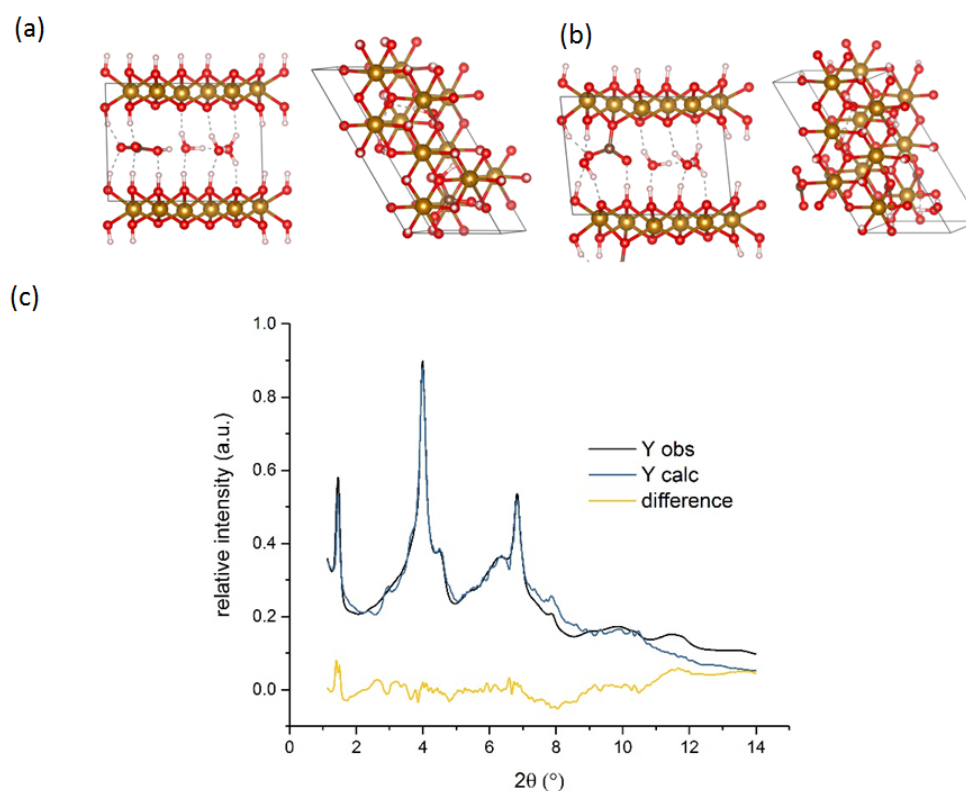 (a)
(b)
(c)
1.0
0.8
0.6
0.4
0.2
0.0
relative intensity (a.u.)
Y obs
Y calc
difference
0 2 4 6 8 10 12 14
2θ (°)